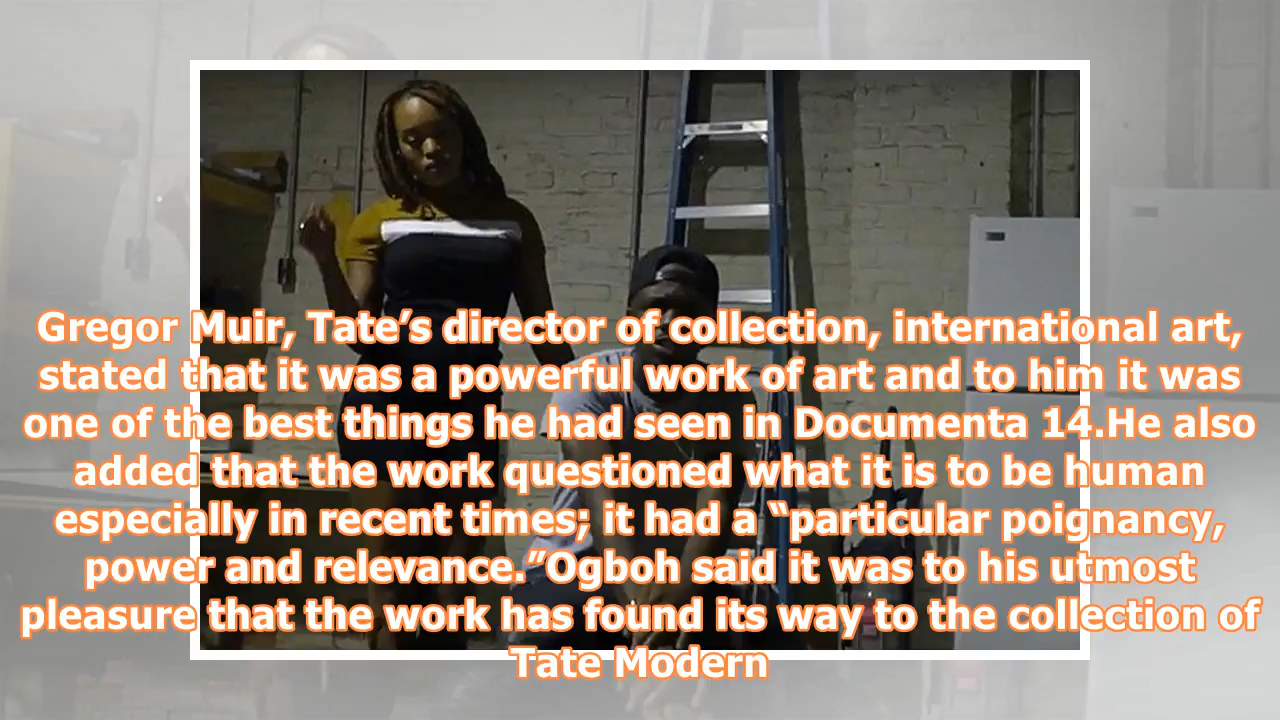 Gregor Muir, Tate’s director of collection, international art,
stated that it was a powerful work of art and to him it was
one of the best things he had seen in Documenta 14.He also
added that the work questioned what it is to be human
especially in recent times; it had a “particular poignancy,
power and relevance.”Ogboh said it was to his utmost
pleasure that the work has found its way to the collection of
Tate Modern